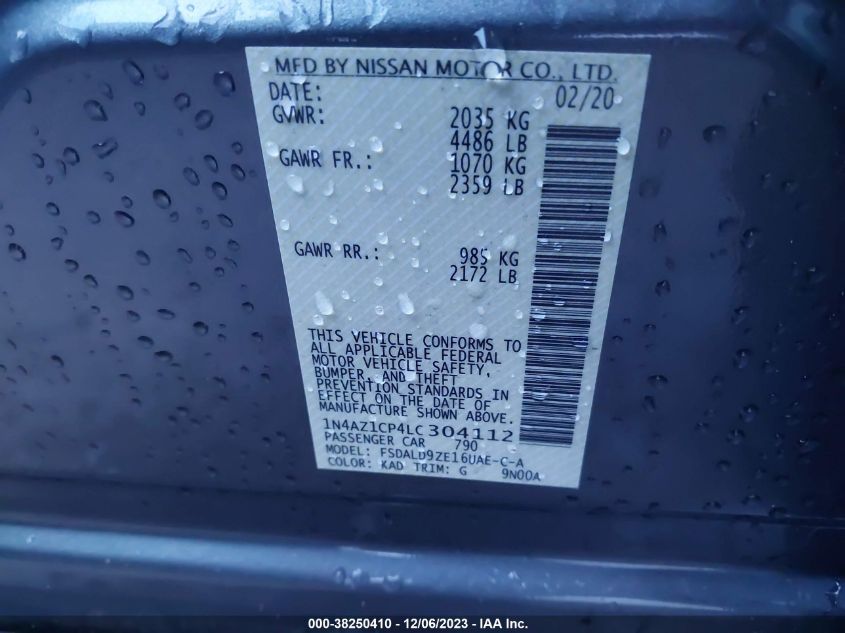 MFD BY NISSAN MOTOR CO., LTD.
DATE: 02/20
GVWR: 2035 KG
4486 LB
GAWR FR.: 1070 KG
2359 LB
GAWR RR.: 985 KG
2172 LB
THIS VEHICLE CONFORMS TO
ALL APPLICABLE FEDERAL
MOTOR VEHICLE SAFETY,
BUMPER, AND THEFT
PREVENTION STANDARDS IN
EFFECT ON THE DATE OF
MANUFACTURE SHOWN ABOVE.
1N4AZ1CP4LC304112
PASSENGER CAR 790
MODEL: FSDALD9ZE16UAE-C-A
COLOR: KAD TRIM: G 9N00A
000-38250410 - 12/06/2023 - IAA Inc.